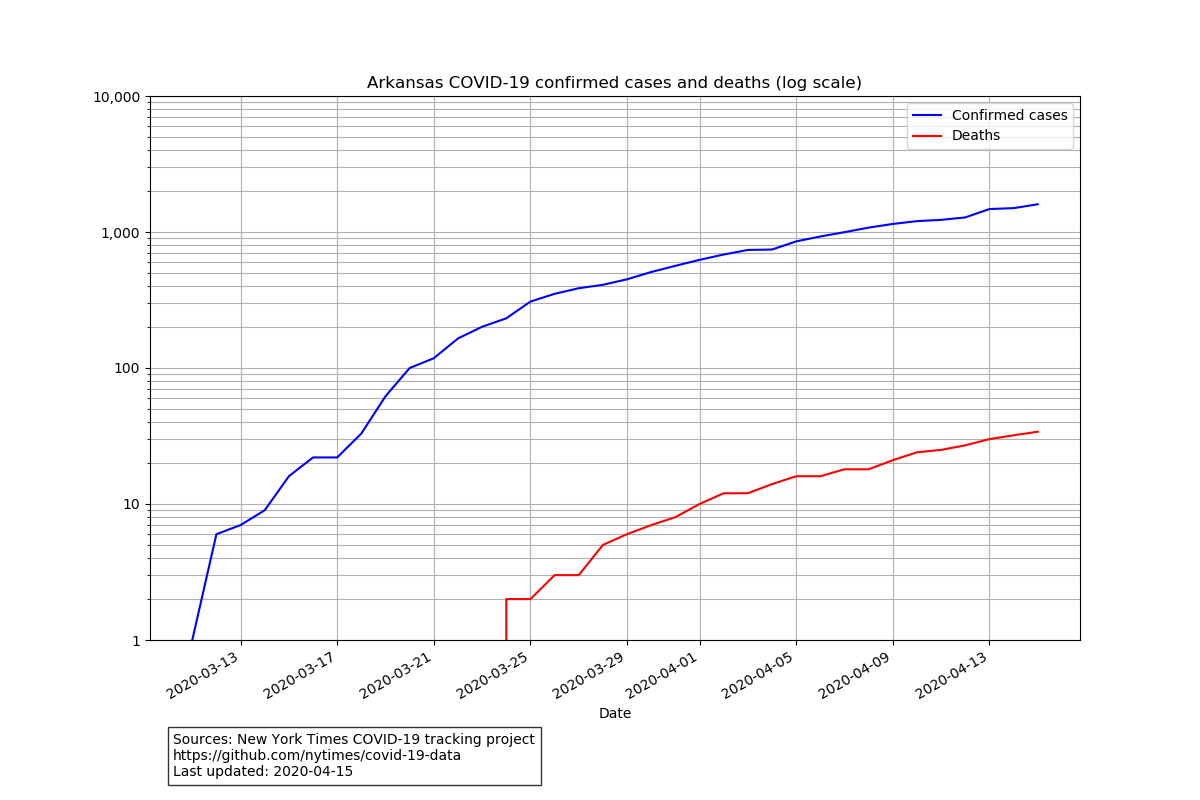 Arkansas COVID-19 confirmed cases and deaths (log scale)
10,000
1,000
100
10
1
Confirmed cases
Deaths
2020-03-13
2020-03-17
2020-03-21
2020-03-25
2020-03-29
2020-04-01
2020-04-05
2020-04-09
2020-04-13
Date
Sources: New York Times COVID-19 tracking project
https://github.com/nytimes/covid-19-data
Last updated: 2020-04-15